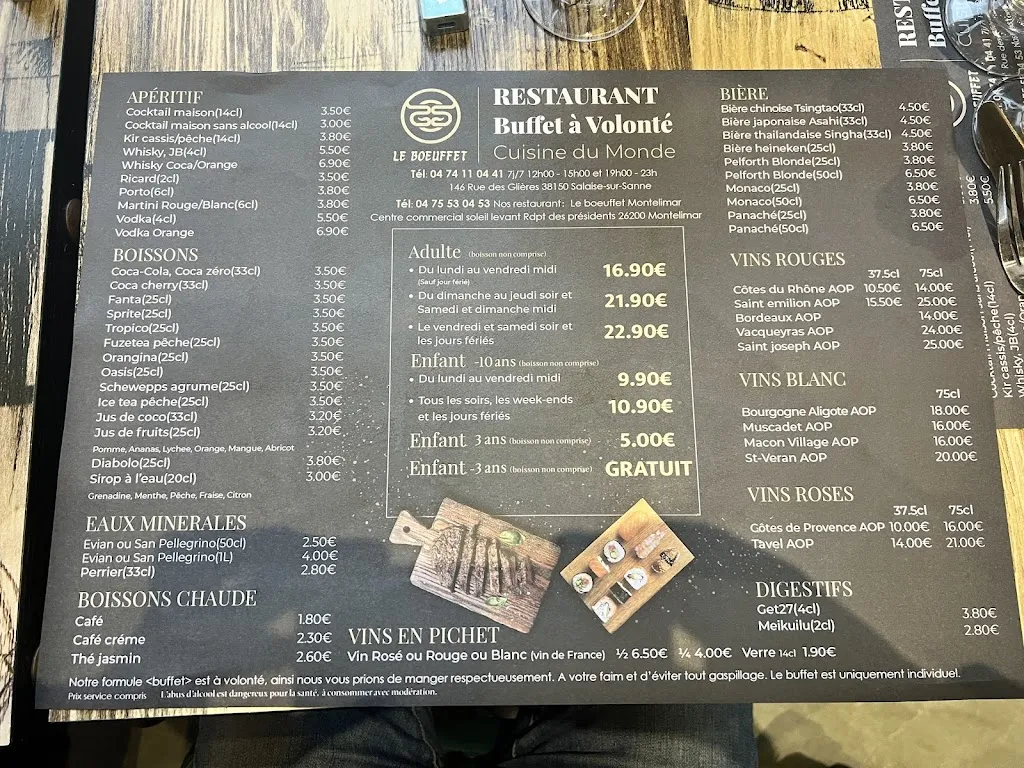 APÉRITIF
Cocktail maison(14cl) 3.50€
Cocktail maison sans alcool(14cl) 3.00€
Kir cassis/pêche(14cl) 3.80€
Whisky, JB(4cl) 5.50€
Whisky Coca/Orange 6.90€
Ricard(2cl) 3.50€
Porto(6cl) 3.80€
Martini Rouge/Blanc(6cl) 3.80€
Vodka(4cl) 5.50€
Vodka Orange 6.90€
BOISSONS
Coca-Cola, Coca zéro(33cl) 3.50€
Coca cherry(33cl) 3.50€
Fanta(25cl) 3.50€
Sprite(25cl) 3.50€
Tropico(25cl) 3.50€
Fuzetea pêche(25cl) 3.50€
Orangina(25cl) 3.50€
Oasis(25cl) 3.50€
Schewepps agrume(25cl) 3.50€
Ice tea pêche(25cl) 3.50€
Jus de coco(33cl) 3.20€
Jus de fruits(25cl) 3.20€
Pomme, Ananas, Lychee, Orange, Mangue, Abricot
Diabolo(25cl) 3.80€
Sirop à l'eau(20cl) 3.00€
Grenadine, Menthe, Pêche, Fraise, Citron
EAUX MINERALES
Evian ou San Pellegrino(50cl) 2.50€
Evian ou San Pellegrino(1L) 4.00€
Perrier(33cl) 2.80€
BOISSONS CHAUDE
Café 1.80€
Café créme 2.30€
Thé jasmin 2.60€
LE BOEUFFET
RESTAURANT
Buffet à Volonté
Cuisine du Monde
Tél: 04 74 11 04 41 7j/7 12h00 - 15h00 et 19h00 - 23h
146 Rue des Glières 38150 Salaise-sur-Sanne
Tél: 04 75 53 04 53 Nos restaurant: Le boeuffet Montelimar
Centre commercial soleil levant Rdpt des présidents 26200 Montelimar
Adulte (boisson non comprise)
• Du lundi au vendredi midi 16.90€
(Sauf jour férié)
• Du dimanche au jeudi soir et
Samedi et dimanche midi 21.90€
• Le vendredi et samedi soir et
les jours fériés 22.90€
Enfant -10 ans (boisson non comprise)
• Du lundi au vendredi midi 9.90€
• Tous les soirs, les week-ends
et les jours fériés 10.90€
Enfant 3 ans (boisson non comprise) 5.00€
Enfant -3 ans (boisson non comprise) GRATUIT
VINS EN PICHET
Vin Rosé ou Rouge ou Blanc (vin de France) ½ 6.50€ ¼ 4.00€ Verre 14cl 1.90€
BIÈRE
Bière chinoise Tsingtao(33cl) 4.50€
Bière japonaise Asahi(33cl) 4.50€
Bière thailandaise Singha(33cl) 4.50€
Bière heineken(25cl) 3.80€
Pelforth Blonde(25cl) 3.80€
Pelforth Blonde(50cl) 6.50€
Monaco(25cl) 3.80€
Monaco(50cl) 6.50€
Panaché(25cl) 3.80€
Panaché(50cl) 6.50€
VINS ROUGES
37.5cl 75cl
Côtes du Rhône AOP 10.50€ 14.00€
Saint emilion AOP 15.50€ 25.00€
Bordeaux AOP 14.00€
Vacqueyras AOP 24.00€
Saint joseph AOP 25.00€
VINS BLANC
75cl
Bourgogne Aligote AOP 18.00€
Muscadet AOP 16.00€
Macon Village AOP 16.00€
St-Veran AOP 20.00€
VINS ROSES
37.5cl 75cl
Côtes de Provence AOP 10.00€ 16.00€
Tavel AOP 14.00€ 21.00€
DIGESTIFS
Get27(4cl) 3.80€
Meikuilu(2cl) 2.80€
Notre formule <buffet> est à volonté, ainsi nous vous prions de manger respectueusement. A votre faim et d'éviter tout gaspillage. Le buffet est uniquement individuel.
Prix service compris L'abus d'alcool est dangereux pour la santé. à consommer avec modération.
Kir cassis/pêche(14cl)
Whisky, JB(4cl)
3.80€
5.50€